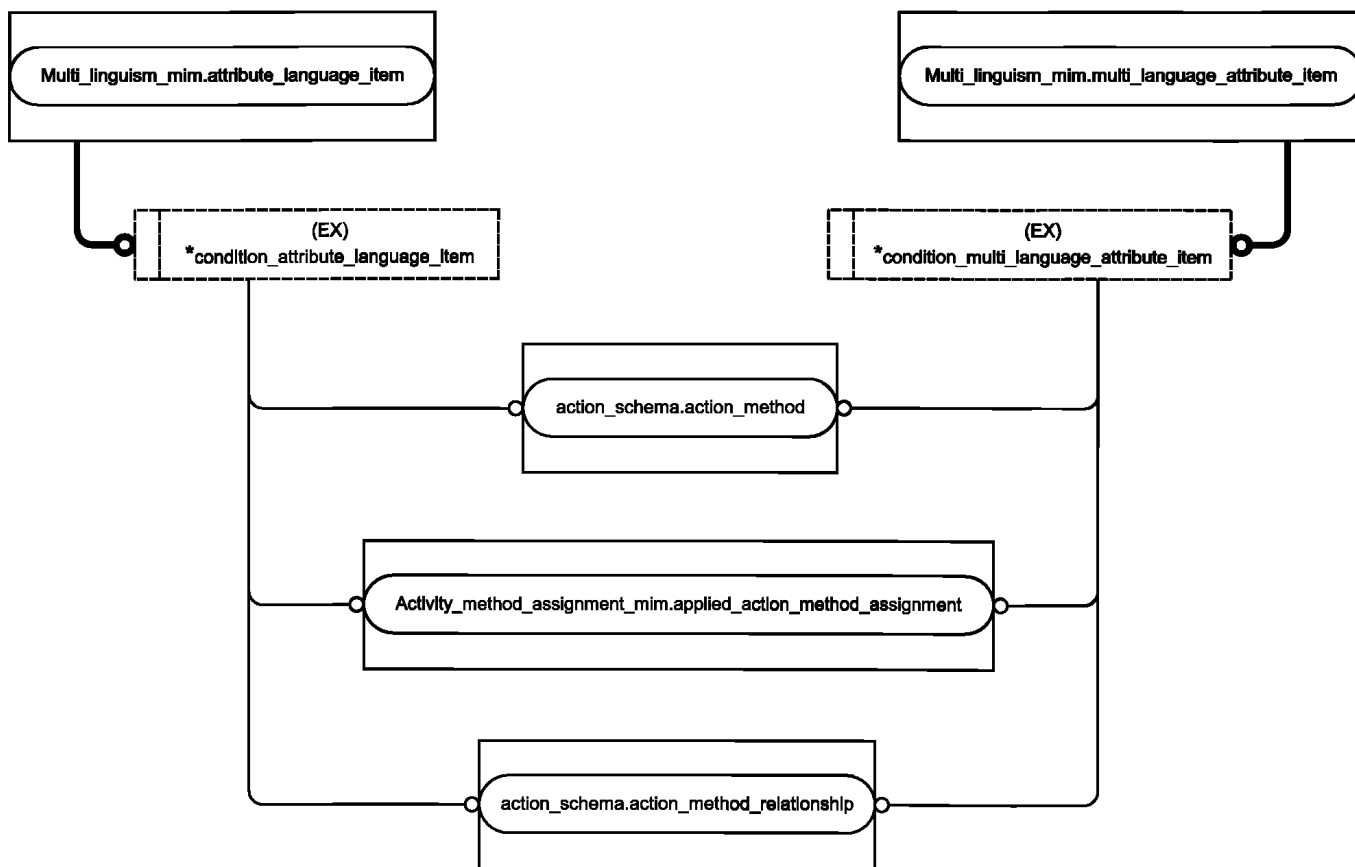 Multi_linguism_mim.attribute_language_item
Multi_linguism_mim.multi_language_attribute_item
(EX)
*condition_attribute_language_item
(EX)
*condition_multi_language_attribute_item
action_schema.action_method
Activity_method_assignment_mim.applied_action_method_assignment
action_schema.action_method_relationship